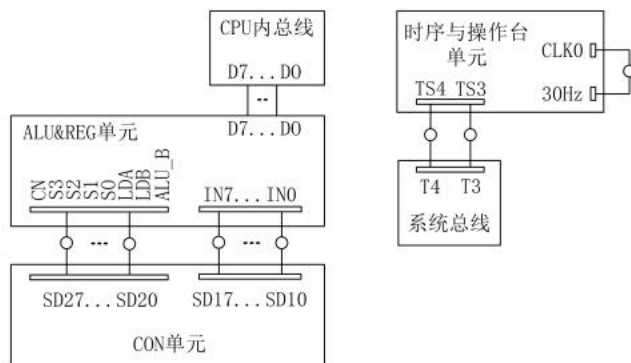 CPU内总线
D7...D0
D7...D0
ALU&REG单元
CN
S3
S2
S1
S0
LDA
LDB
ALU_B
IN7...IN0
SD27...SD20
SD17...SD10
CON单元
时序与操作台
单元
CLK0
30Hz
TS4 TS3
T4 T3
系统总线